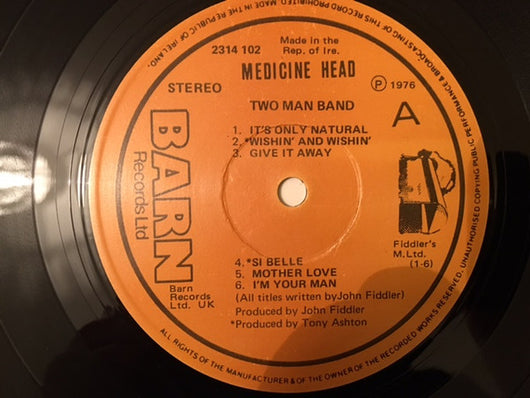 MANUFACTURED IN THE REPUBLIC OF IRELAND.
ALL RIGHTS OF THE MANUFACTURER & OF THE OWNER OF THE RECORDED WORKS RESERVED. UNAUTHORISED COPYING PUBLIC PERFORMANCE & BROADCASTING OF THIS RECORD PROHIBITED
Made in the
2314 102 Rep. of Ire.
MEDICINE HEAD
STEREO
Ⓟ 1976
TWO MAN BAND
A
BARN
Records Ltd
1. IT'S ONLY NATURAL
2. *WISHIN' AND WISHIN'
3. GIVE IT AWAY
4. *SI BELLE
5. MOTHER LOVE
6. I'M YOUR MAN
(All titles written by John Fiddler)
Produced by John Fiddler
*Produced by Tony Ashton
Barn
Records
Ltd. UK
Fiddler's
M.Ltd.
(1-6)